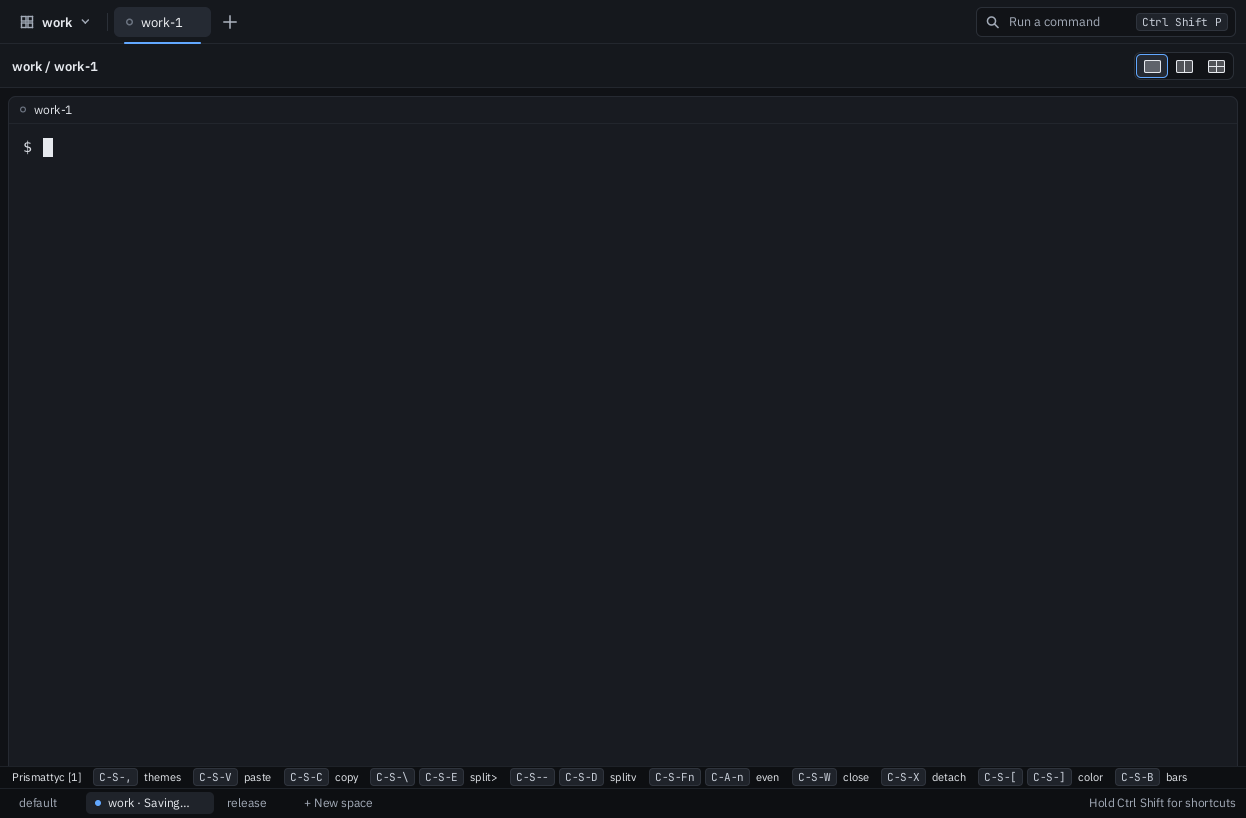 work work-1 Run a command Ctrl Shift P
work / work-1
work-1
$
Prismattyc [1] C-S-, themes C-S-V paste C-S-C copy C-S-\ C-S-E split> C-S-- C-S-D splitv C-S-Fn C-A-n even C-S-W close C-S-X detach C-S-[ C-S-] color C-S-B bars
default work · Saving... release + New space Hold Ctrl Shift for shortcuts